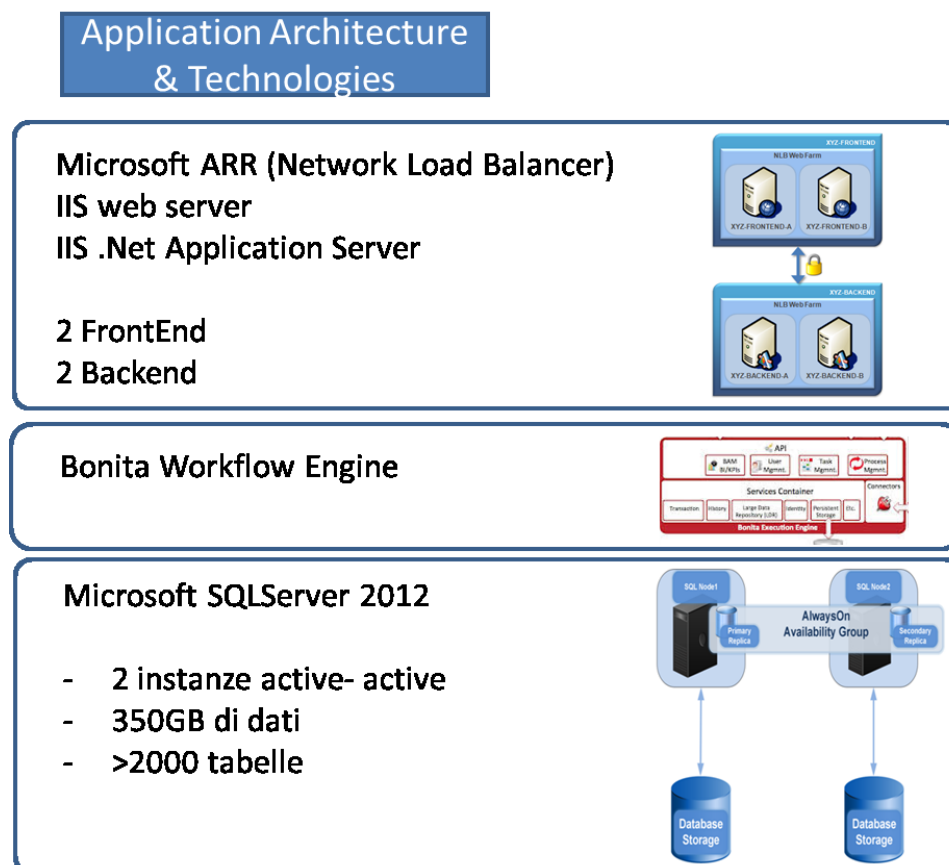 Application Architecture
& Technologies
Microsoft ARR (Network Load Balancer)
IIS web server
IIS .Net Application Server
2 FrontEnd
2 Backend
XYZ-FRONTEND
NLB Web Farm
XYZ-FRONTEND-A
XYZ-FRONTEND-B
XYZ-BACKEND
NLB Web Farm
XYZ-BACKEND-A
XYZ-BACKEND-B
Bonita Workflow Engine
API
BAM
BI/KPIs
User
Mgmnt.
Task
Mgmnt.
Process
Mgmnt.
Services Container
Connectors
Transaction
History
Large Data
Repository (LDR)
Identity
Persistent
Storage
Etc.
Bonita Execution Engine
Microsoft SQLServer 2012
- 2 instanze active- active
- 350GB di dati
- >2000 tabelle
SQL Node1
SQL Node2
AlwaysOn
Availability Group
Primary
Replica
Secondary
Replica
Database
Storage
Database
Storage